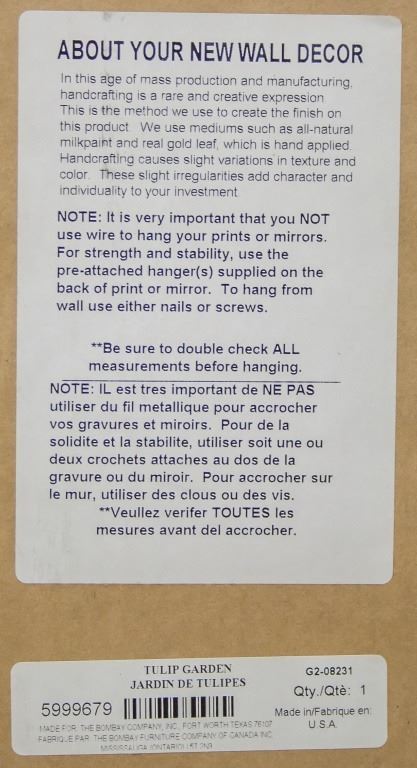 ABOUT YOUR NEW WALL DECOR
In this age of mass production and manufacturing,
handcrafting is a rare and creative expression
This is the method we use to create the finish on
this product. We use mediums such as all-natural
milkpaint and real gold leaf, which is hand applied.
Handcrafting causes slight variations in texture and
color. These slight irregularities add character and
individuality to your investment.
NOTE: It is very important that you NOT
use wire to hang your prints or mirrors.
For strength and stability, use the
pre-attached hanger(s) supplied on the
back of print or mirror. To hang from
wall use either nails or screws.
**Be sure to double check ALL
measurements before hanging.
NOTE: IL est tres important de NE PAS
utiliser du fil metallique pour accrocher
vos gravures et miroirs. Pour de la
solidite et la stabilite, utiliser soit une ou
deux crochets attaches au dos de la
gravure ou du miroir. Pour accrocher sur
le mur, utiliser des clous ou des vis.
**Veullez verifer TOUTES les
mesures avant del accrocher.
TULIP GARDEN
JARDIN DE TULIPES
G2-08231
Qty./Qtè: 1
5999679
Made in/Fabrique en:
U.S.A.
MADE FOR: THE BOMBAY COMPANY, INC., FORT WORTH TEXAS 76107
FABRIQUE PAR: THE BOMBAY FURNITURE COMPANY OF CANADA INC.
MISSISSAUGA (ONTARIO) L5T 2N9